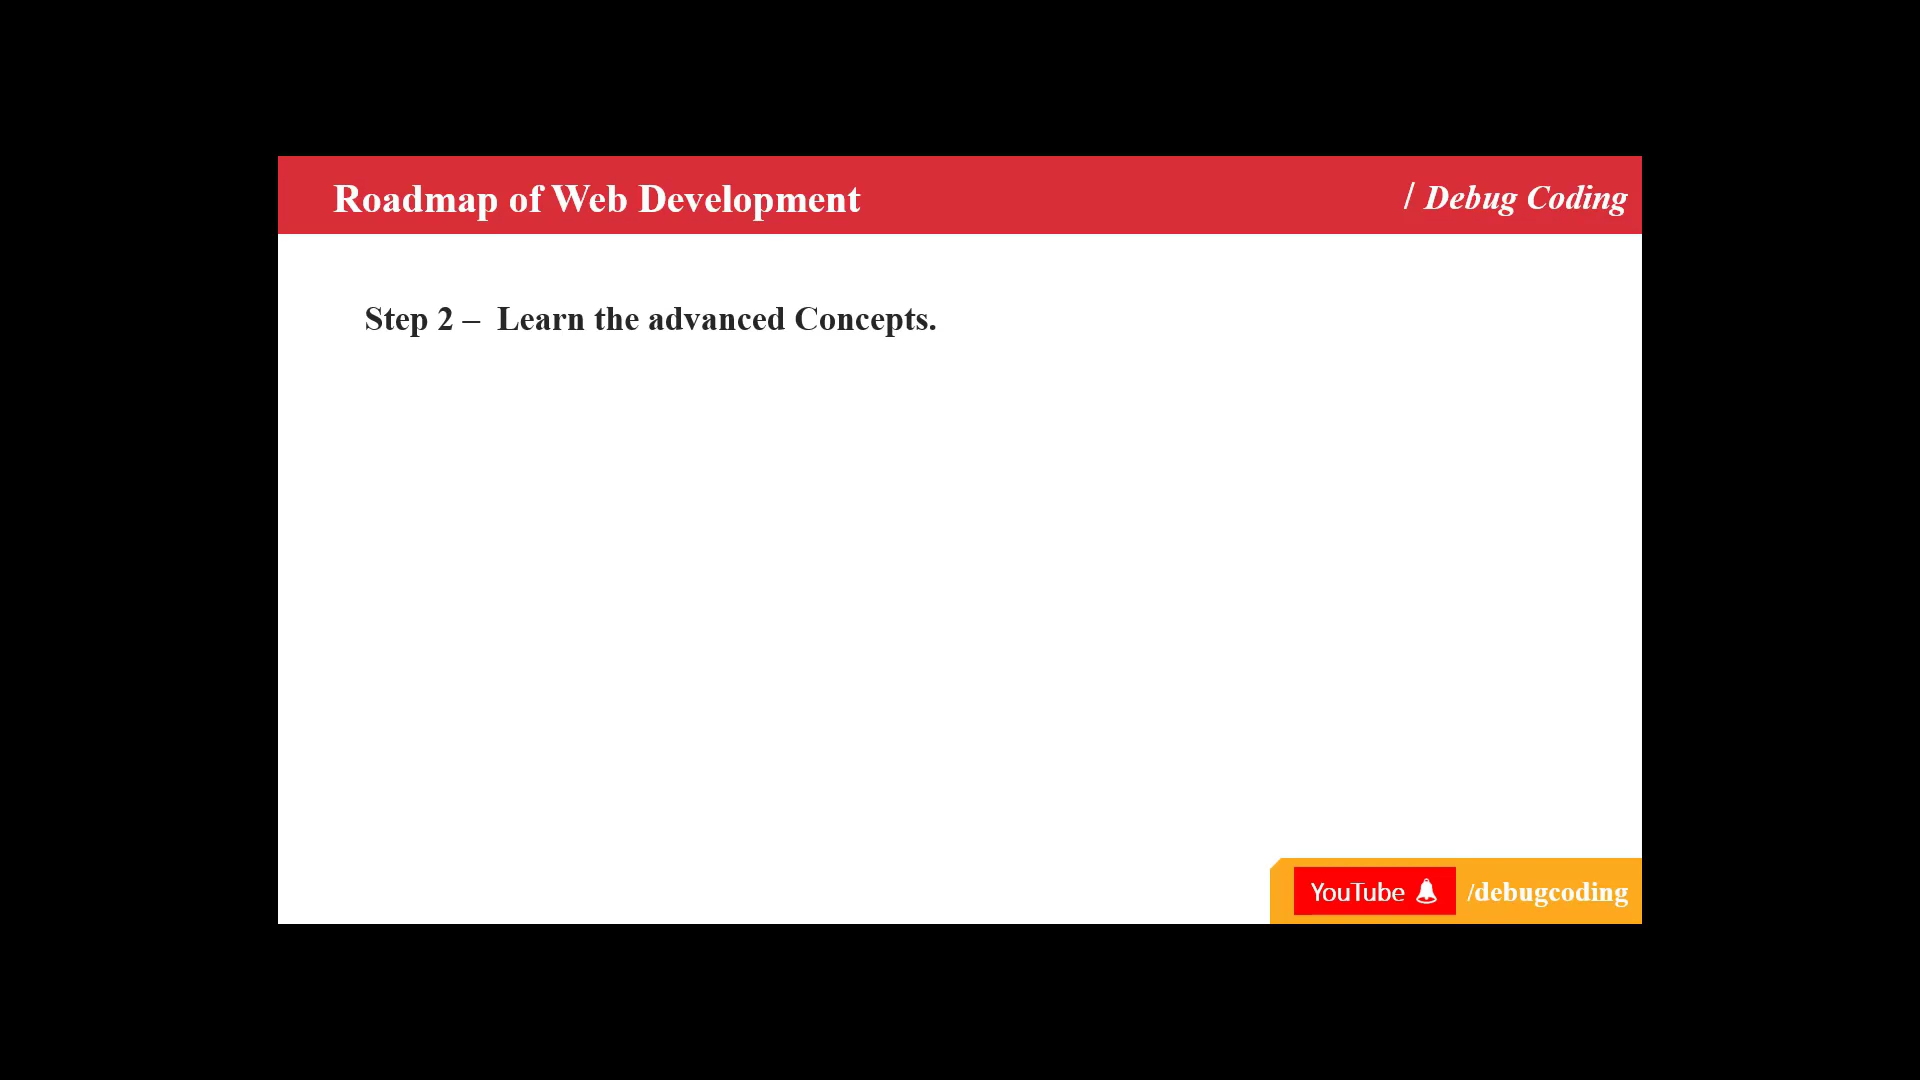 Roadmap of Web Development
/ Debug Coding
Step 2 – Learn the advanced Concepts.
YouTube /debugcoding